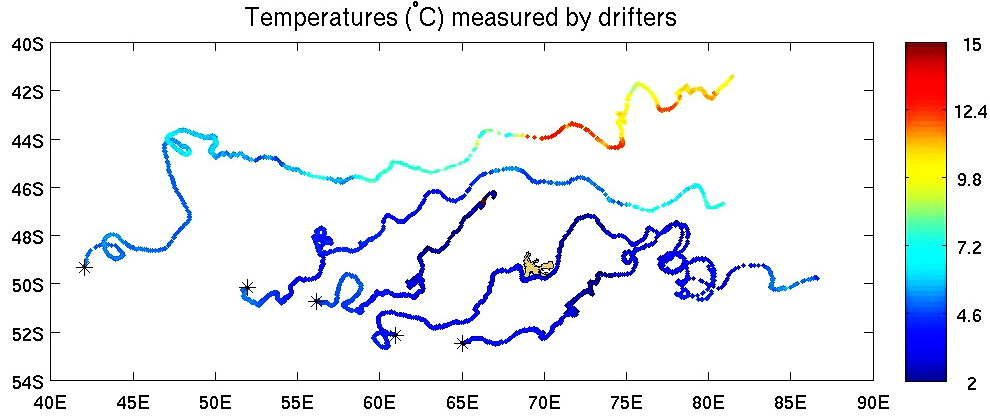 Temperatures (°C) measured by drifters
40S
42S
44S
46S
48S
50S
52S
54S
40E 45E 50E 55E 60E 65E 70E 75E 80E 85E 90E
15
12.4
9.8
7.2
4.6
2